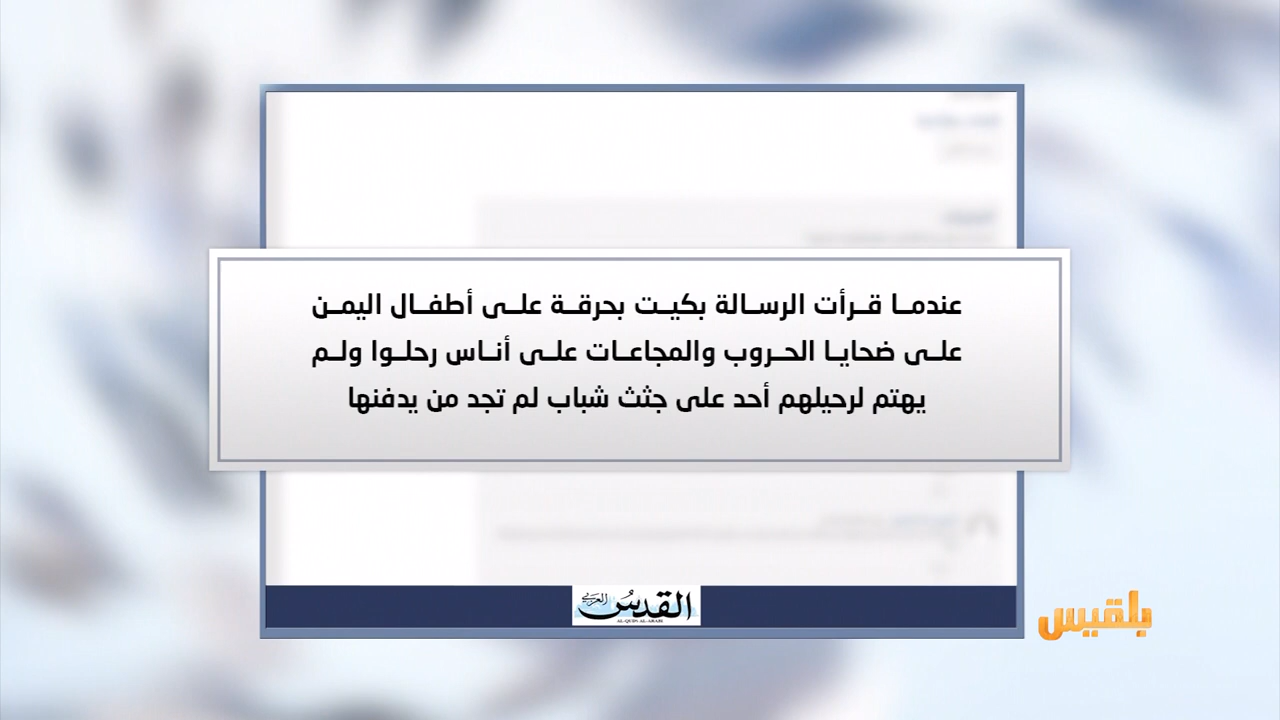 عندما قرأت الرسالة بكيت بحرقة على أطفال اليمن
على ضحايا الحروب والمجاعات على أناس رحلوا ولم
يهتم لرحيلهم أحد على جثث شباب لم تجد من يدفنها
القدس العربي
AL-QUDS AL-ARABI
بلقيس